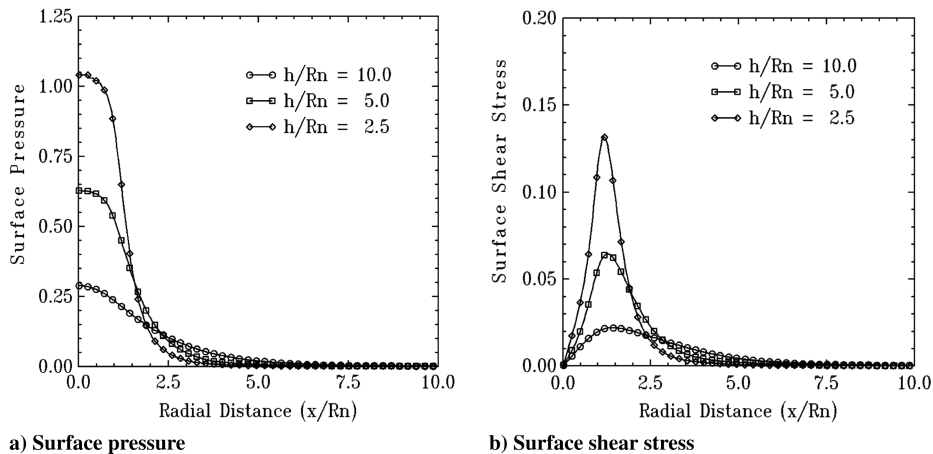 1.25
1.00
0.75
0.50
0.25
0.00
Surface Pressure
h/Rn = 10.0
h/Rn = 5.0
h/Rn = 2.5
0.0 2.5 5.0 7.5 10.0
Radial Distance (x/Rn)
a) Surface pressure
0.20
0.15
0.10
0.05
0.00
Surface Shear Stress
h/Rn = 10.0
h/Rn = 5.0
h/Rn = 2.5
0.0 2.5 5.0 7.5 10.0
Radial Distance (x/Rn)
b) Surface shear stress